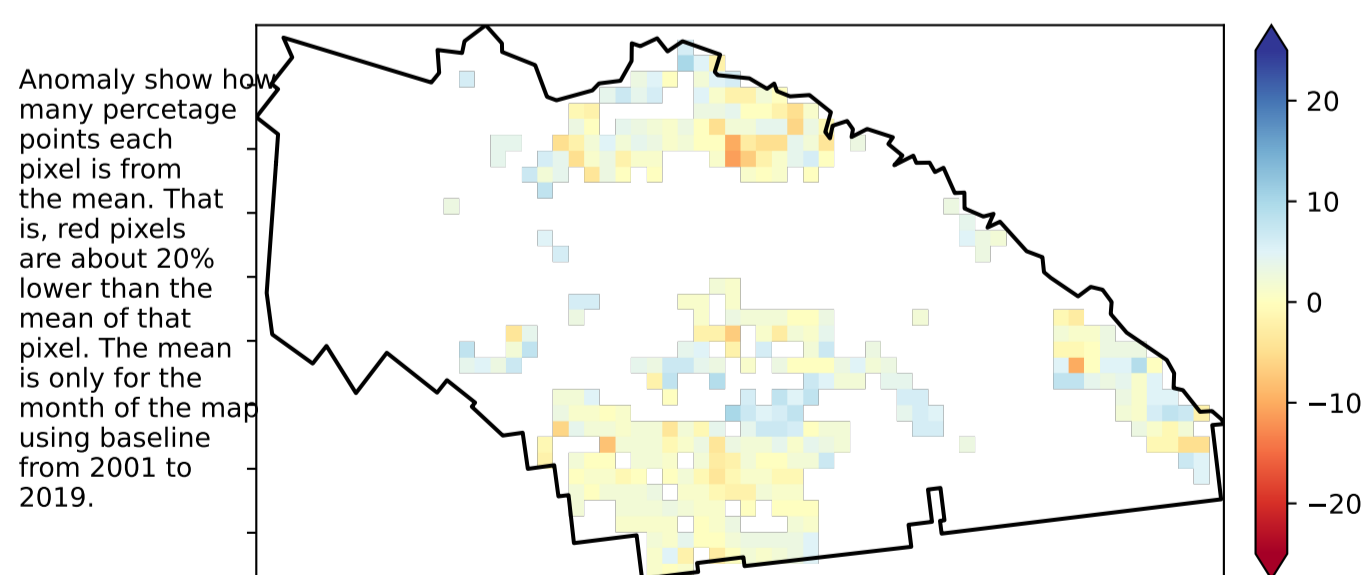 Anomaly show how
many percetage
points each
pixel is from
the mean. That
is, red pixels
are about 20%
lower than the
mean of that
pixel. The mean
is only for the
month of the map
using baseline
from 2001 to
2019.
20
10
0
−10
−20